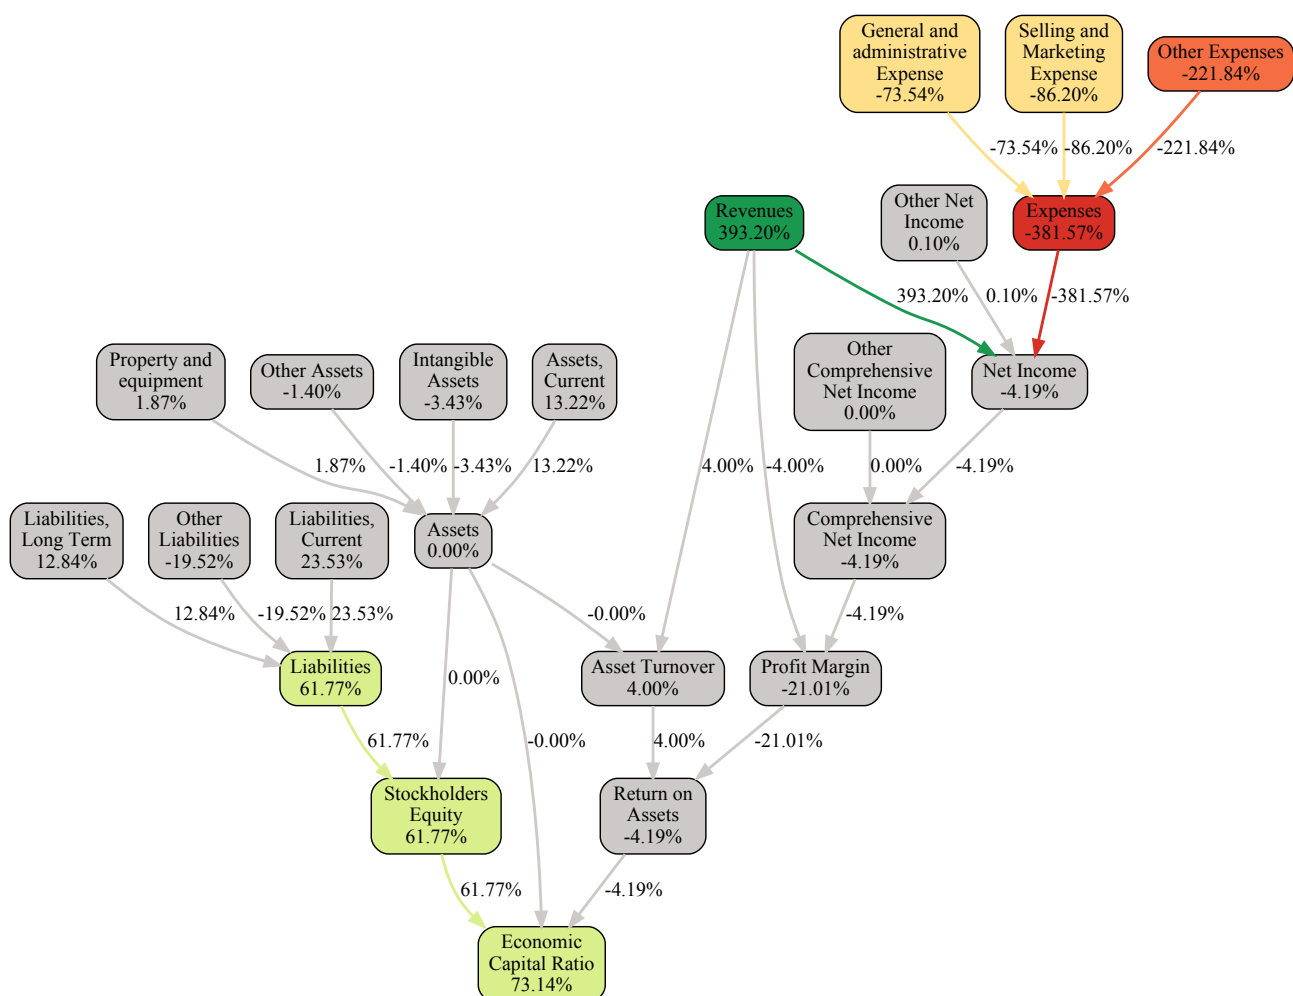 General and
administrative
Expense
-73.54%
Selling and
Marketing
Expense
-86.20%
Other Expenses
-221.84%
-73.54%
-86.20%
-221.84%
Revenues
393.20%
Other Net
Income
0.10%
Expenses
-381.57%
393.20%
0.10%
-381.57%
Property and
equipment
1.87%
Other Assets
-1.40%
Intangible
Assets
-3.43%
Assets,
Current
13.22%
Other
Comprehensive
Net Income
0.00%
Net Income
-4.19%
1.87%
-1.40%
-3.43%
13.22%
4.00%
-4.00%
0.00%
-4.19%
Liabilities,
Long Term
12.84%
Other
Liabilities
-19.52%
Liabilities,
Current
23.53%
Assets
0.00%
Comprehensive
Net Income
-4.19%
12.84%
-19.52%
23.53%
-0.00%
-4.19%
Liabilities
61.77%
0.00%
Asset Turnover
4.00%
Profit Margin
-21.01%
61.77%
-0.00%
4.00%
-21.01%
Stockholders
Equity
61.77%
Return on
Assets
-4.19%
61.77%
-4.19%
Economic
Capital Ratio
73.14%